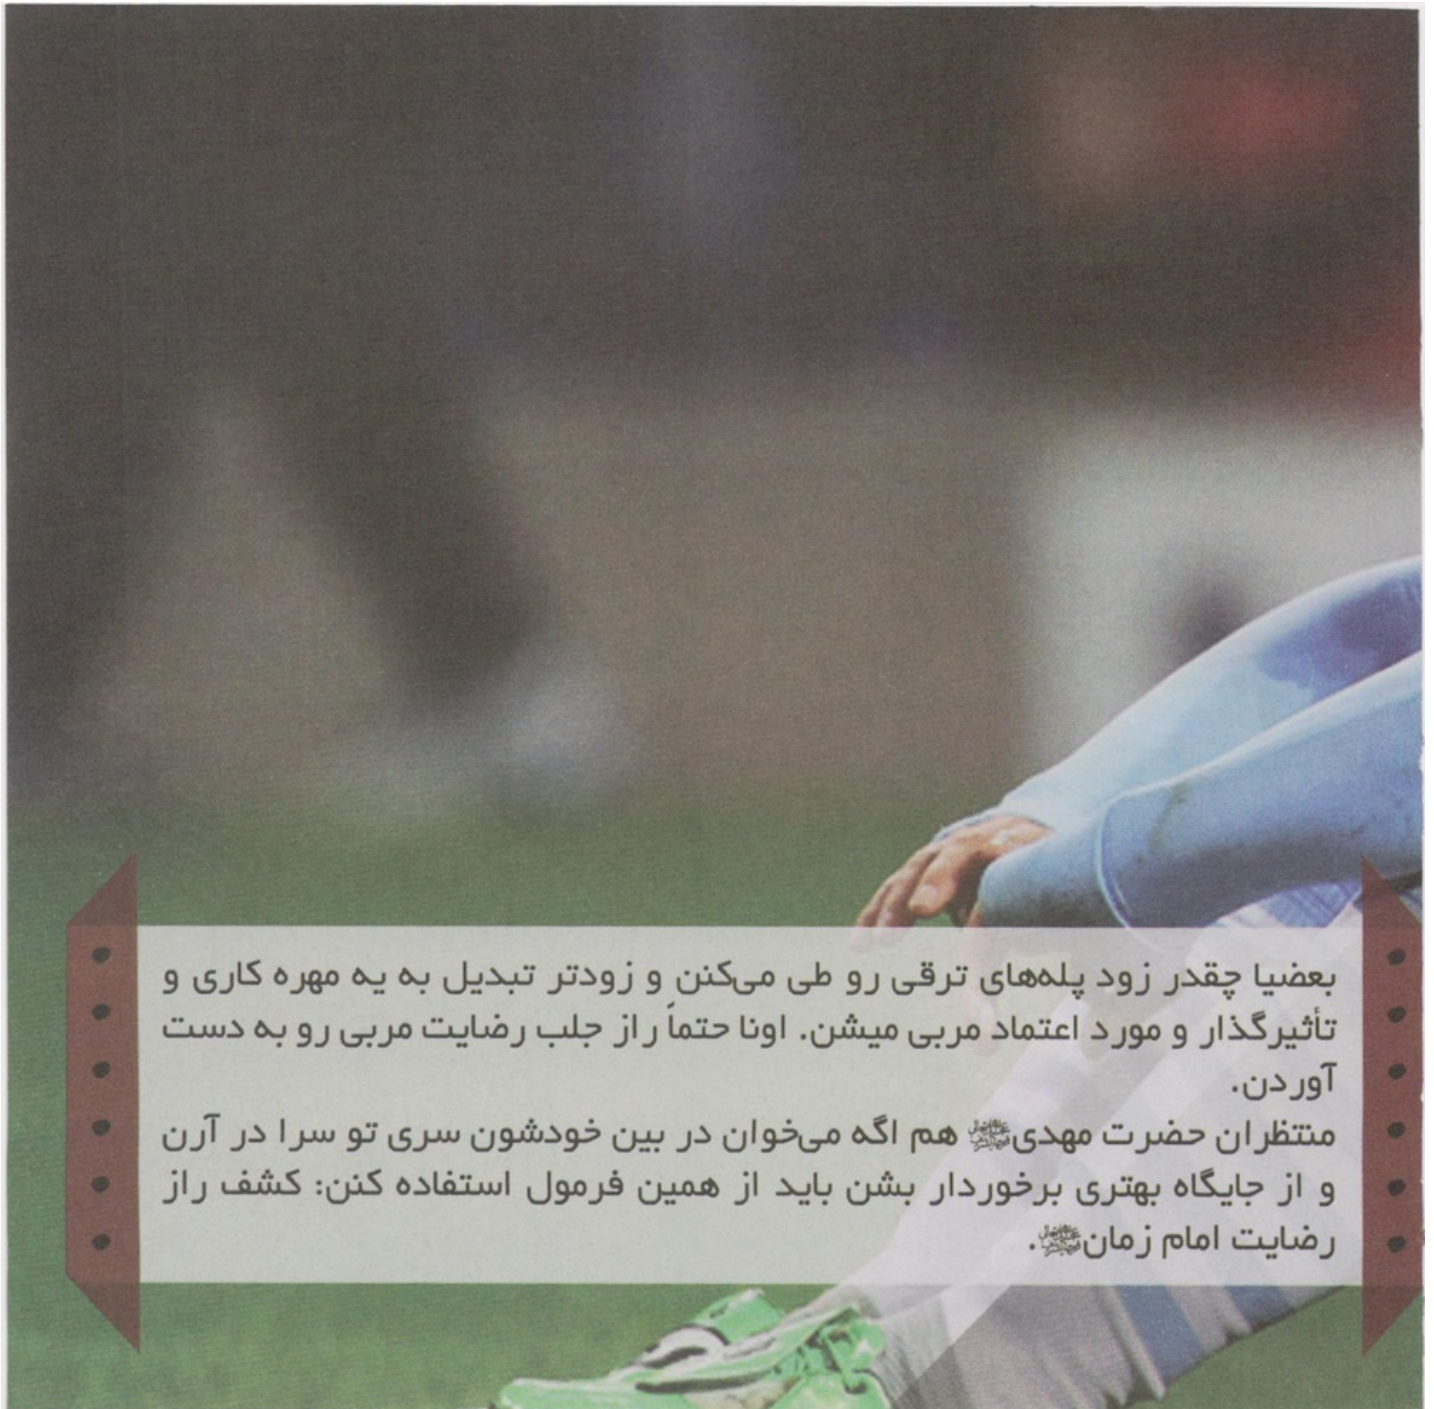 بعضیا چقدر زود پله‌های ترقی رو طی می‌کنن و زودتر تبدیل به یه مهره کاری و
تأثیرگذار و مورد اعتماد مربی میشن. اونا حتماً راز جلب رضایت مربی رو به دست
آوردن.
منتظران حضرت مهدی هم اگه می‌خوان در بین خودشون سری تو سرا در آرن
و از جایگاه بهتری برخوردار بشن باید از همین فرمول استفاده کنن: کشف راز
رضایت امام زمان.